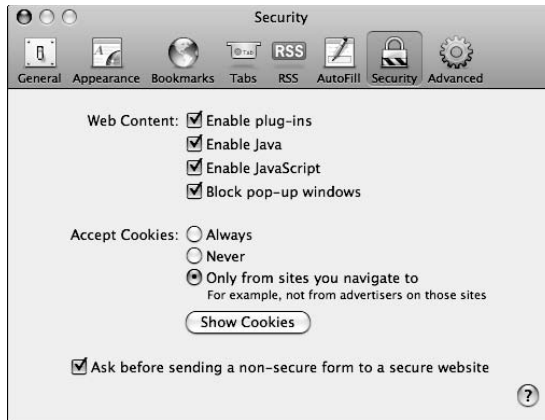 Security
General Appearance Bookmarks Tabs RSS AutoFill Security Advanced
Web Content: Enable plug-ins
Enable Java
Enable JavaScript
Block pop-up windows
Accept Cookies: Always
Never
Only from sites you navigate to
For example, not from advertisers on those sites
Show Cookies
Ask before sending a non-secure form to a secure website
?